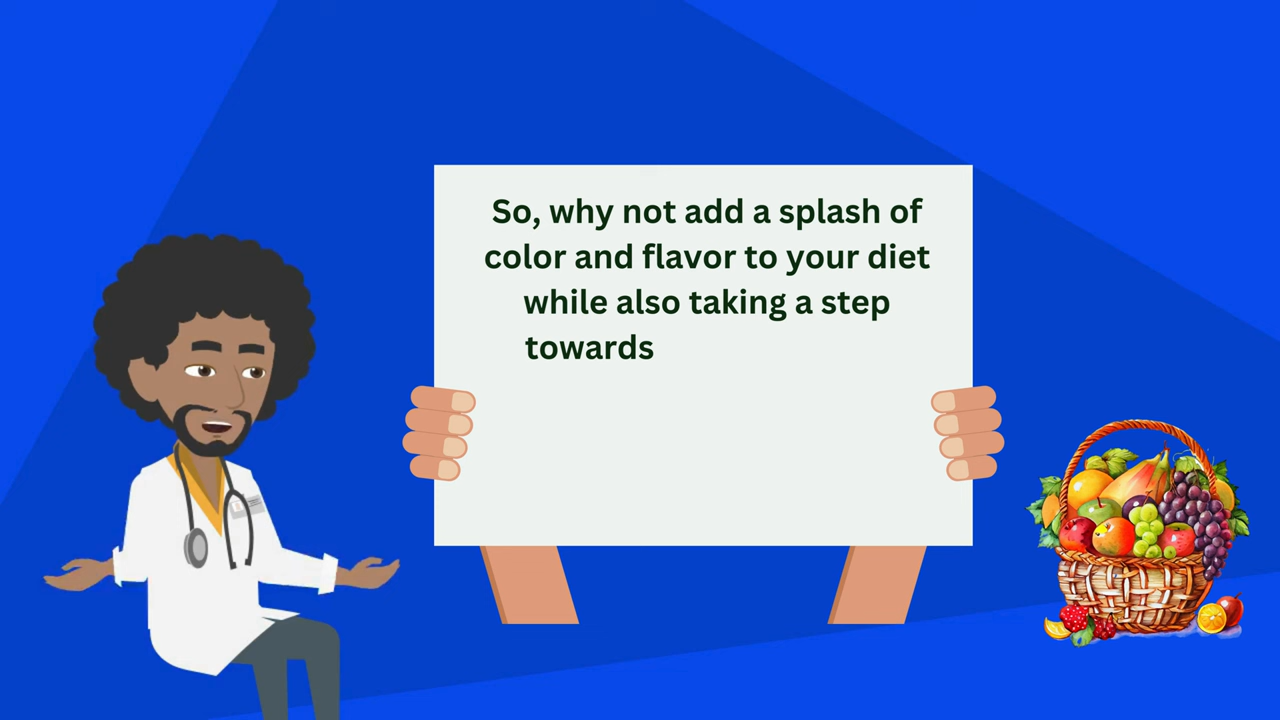 So, why not add a splash of
color and flavor to your diet
while also taking a step
towards